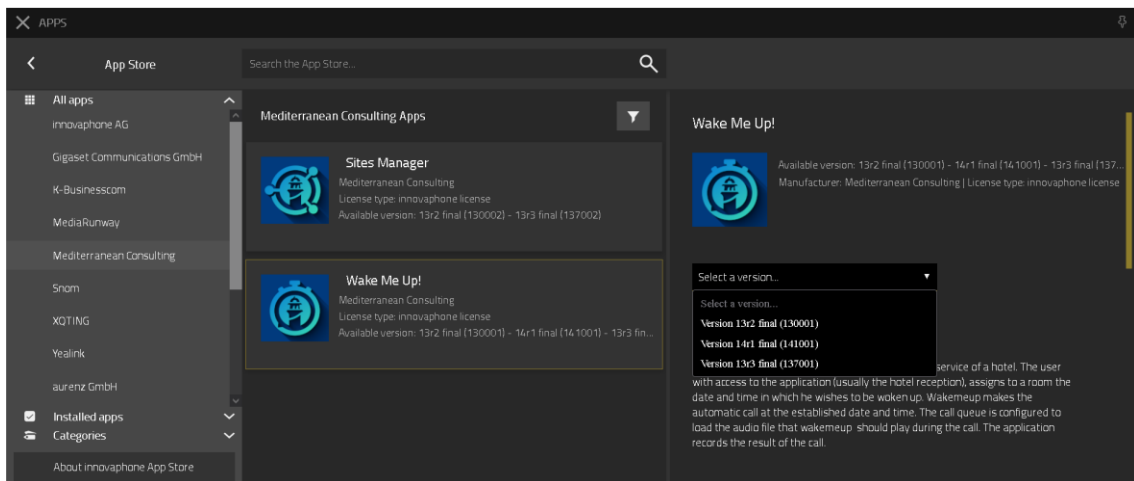 APPS
App Store
Search the App Store...
All apps
innovaphone AG
Gigaset Communications GmbH
K-Businesscom
MediaRunway
Mediterranean Consulting
Snom
XQTING
Yealink
aurenz GmbH
Installed apps
Categories
About innovaphone App Store
Mediterranean Consulting Apps
Sites Manager
Mediterranean Consulting
License type: innovaphone license
Available version: 13r2 final (130002) - 13r3 final (137002)
Wake Me Up!
Mediterranean Consulting
License type: innovaphone license
Available version: 13r2 final (130001) - 14r1 final (141001) - 13r3 fin...
Wake Me Up!
Available version: 13r2 final (130001) - 14r1 final (141001) - 13r3 final (137...
Manufacturer: Mediterranean Consulting | License type: innovaphone license
Select a version...
Select a version...
Version 13r2 final (130001)
Version 14r1 final (141001)
Version 13r3 final (137001)
service of a hotel. The user
with access to the application (usually the hotel reception), assigns to a room the
date and time in which he wishes to be woken up. Wakemeup makes the
automatic call at the established date and time. The call queue is configured to
load the audio file that wakemeup should play during the call. The application
records the result of the call.